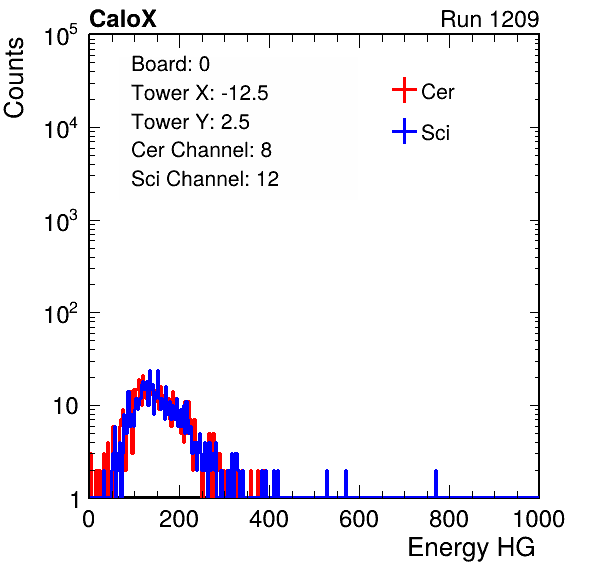 CaloX Run 1209
Counts
10^5
10^4
10^3
10^2
10
1
Board: 0
Tower X: -12.5
Tower Y: 2.5
Cer Channel: 8
Sci Channel: 12
Cer
Sci
0 200 400 600 800 1000
Energy HG